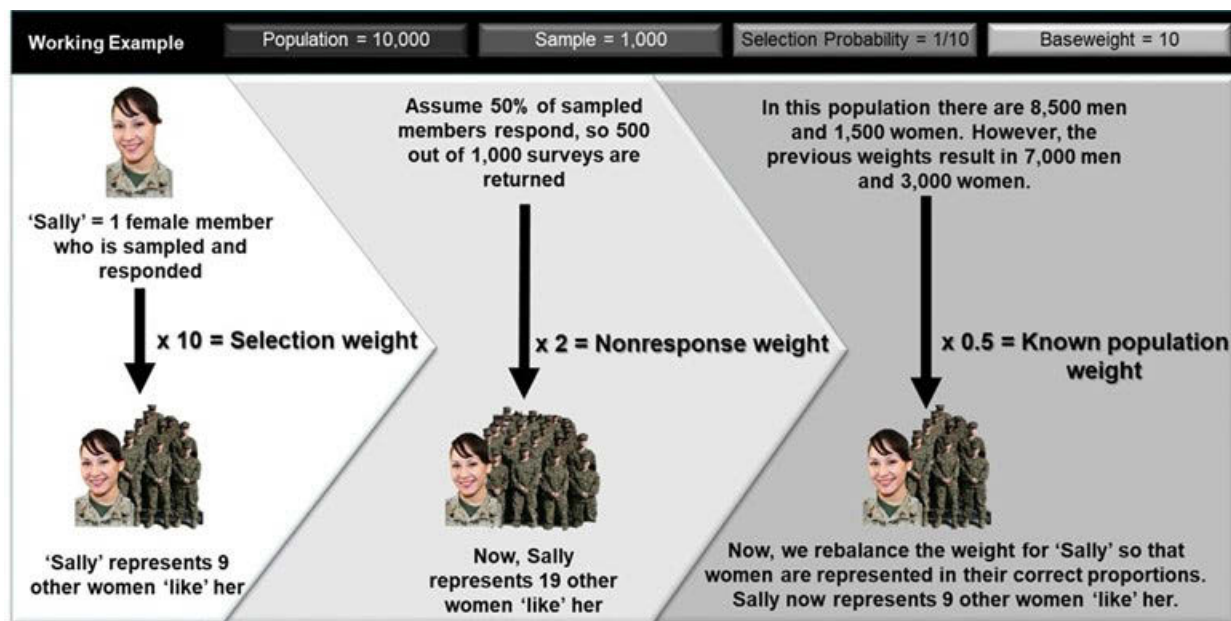 Working Example
Population = 10,000
Sample = 1,000
Selection Probability = 1/10
Baseweight = 10
‘Sally’ = 1 female member
who is sampled and
responded
x 10 = Selection weight
‘Sally’ represents 9
other women ‘like’ her
Assume 50% of sampled
members respond, so 500
out of 1,000 surveys are
returned
x 2 = Nonresponse weight
Now, Sally
represents 19 other
women ‘like’ her
In this population there are 8,500 men
and 1,500 women. However, the
previous weights result in 7,000 men
and 3,000 women.
x 0.5 = Known population
weight
Now, we rebalance the weight for ‘Sally’ so that
women are represented in their correct proportions.
Sally now represents 9 other women ‘like’ her.